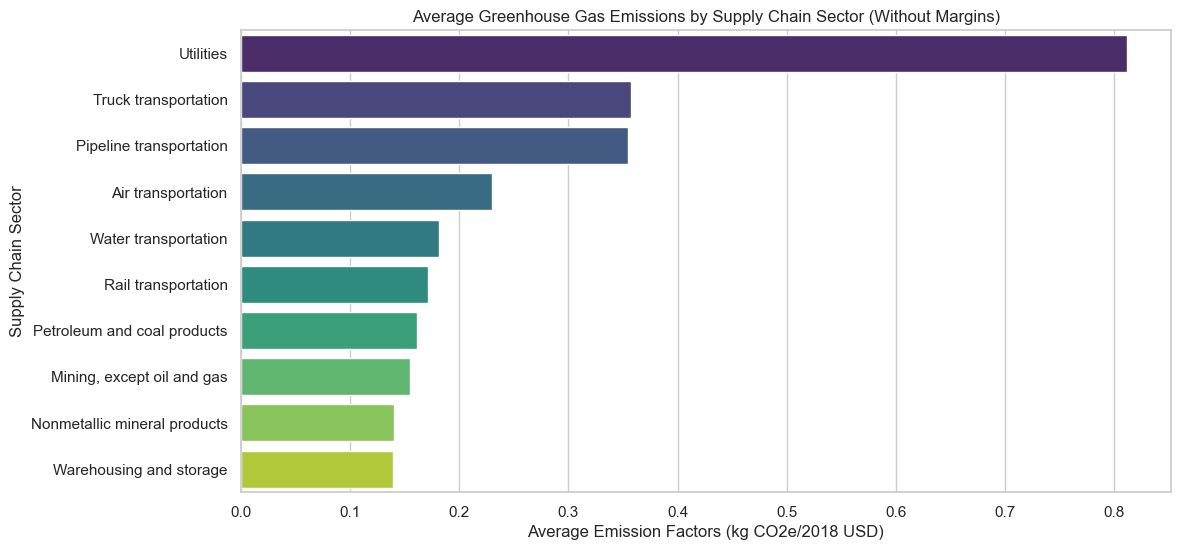 Average Greenhouse Gas Emissions by Supply Chain Sector (Without Margins)
Supply Chain Sector
Utilities
Truck transportation
Pipeline transportation
Air transportation
Water transportation
Rail transportation
Petroleum and coal products
Mining, except oil and gas
Nonmetallic mineral products
Warehousing and storage
0.0 0.1 0.2 0.3 0.4 0.5 0.6 0.7 0.8
Average Emission Factors (kg CO2e/2018 USD)